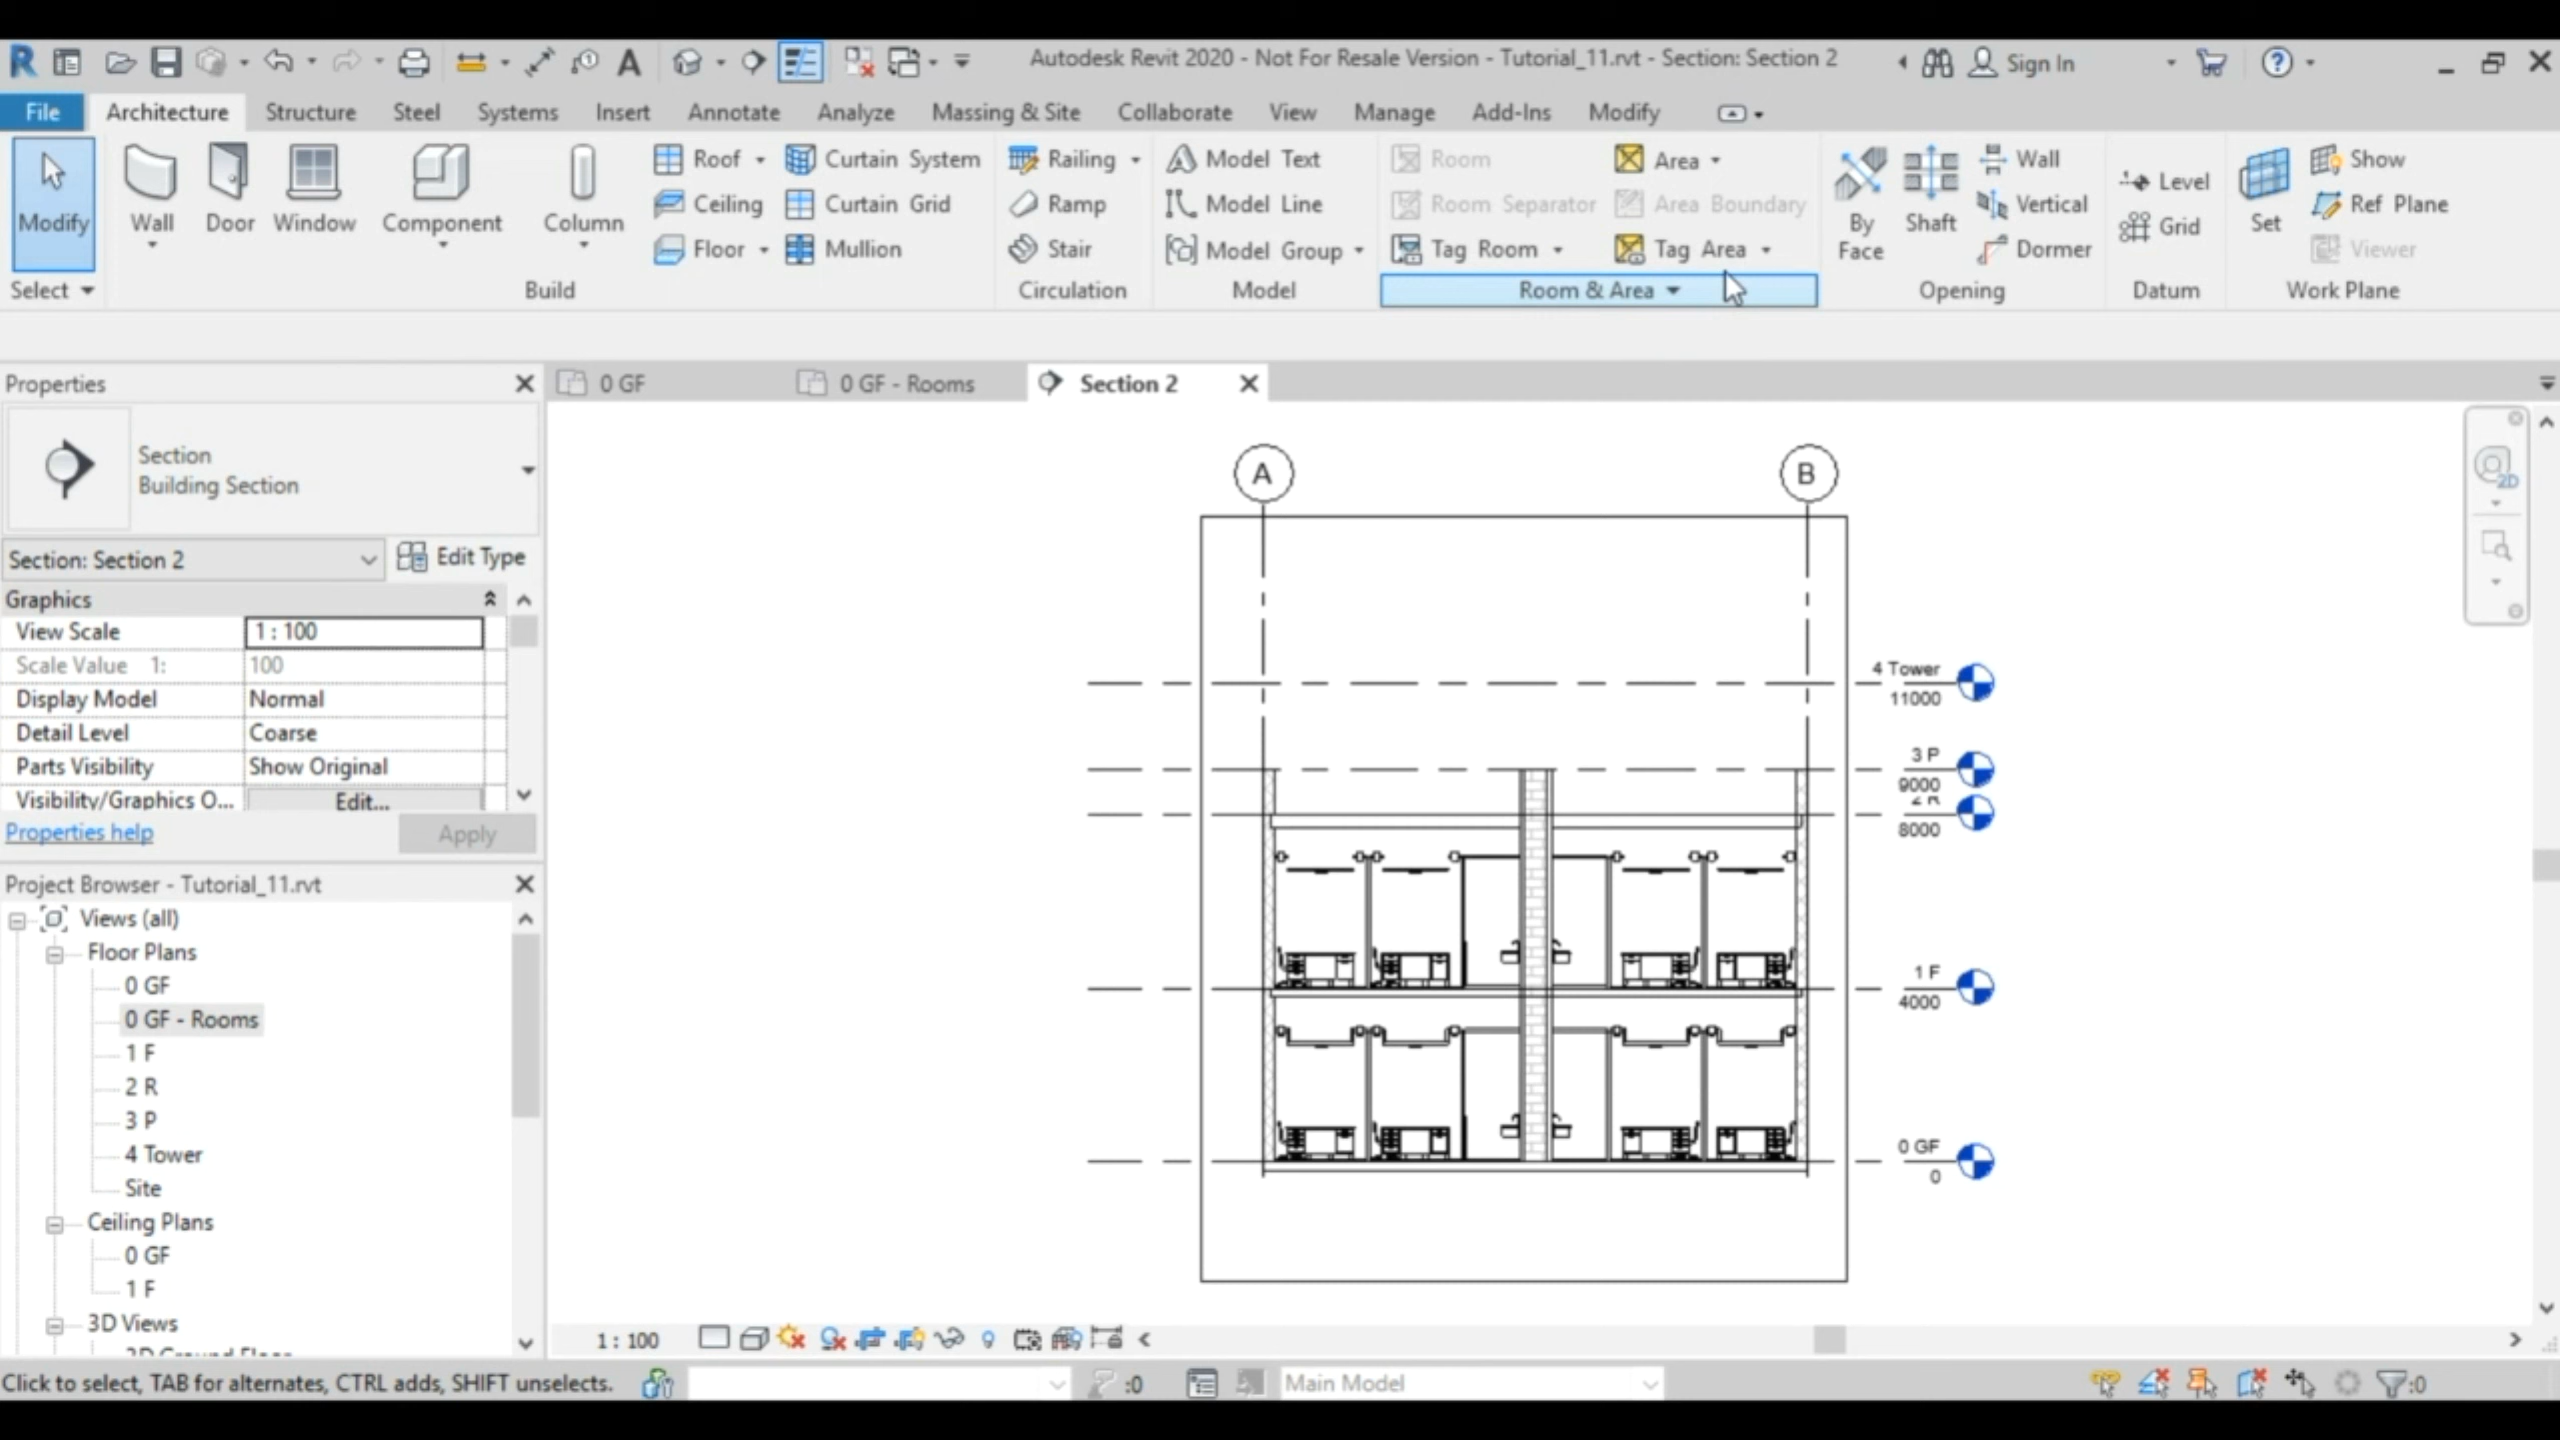 Autodesk Revit 2020 - Not For Resale Version - Tutorial_11.rvt - Section: Section 2
Sign In
File Architecture Structure Steel Systems Insert Annotate Analyze Massing & Site Collaborate View Manage Add-Ins Modify
Modify
Wall
Door
Window
Component
Column
Roof
Ceiling
Floor
Curtain System
Curtain Grid
Mullion
Railing
Ramp
Stair
Model Text
Model Line
Model Group
Room
Room Separator
Tag Room
Area
Area Boundary
Tag Area
By
Face
Shaft
Wall
Vertical
Dormer
Level
Grid
Set
Show
Ref Plane
Viewer
Select Build Circulation Model Room & Area Opening Datum Work Plane
Properties
0 GF
0 GF - Rooms
Section 2
Section
Building Section
Section: Section 2
Edit Type
Graphics
View Scale 1 : 100
Scale Value 1: 100
Display Model Normal
Detail Level Coarse
Parts Visibility Show Original
Visibility/Graphics O... Edit...
Properties help
Apply
Project Browser - Tutorial_11.rvt
Views (all)
Floor Plans
0 GF
0 GF - Rooms
1 F
2 R
3 P
4 Tower
Site
Ceiling Plans
0 GF
1 F
3D Views
3D Ground Floor
A
B
4 Tower
11000
3 P
9000
2 R
8000
1 F
4000
0 GF
0
2D
1 : 100
Click to select, TAB for alternates, CTRL adds, SHIFT unselects.
:0
Main Model
:0